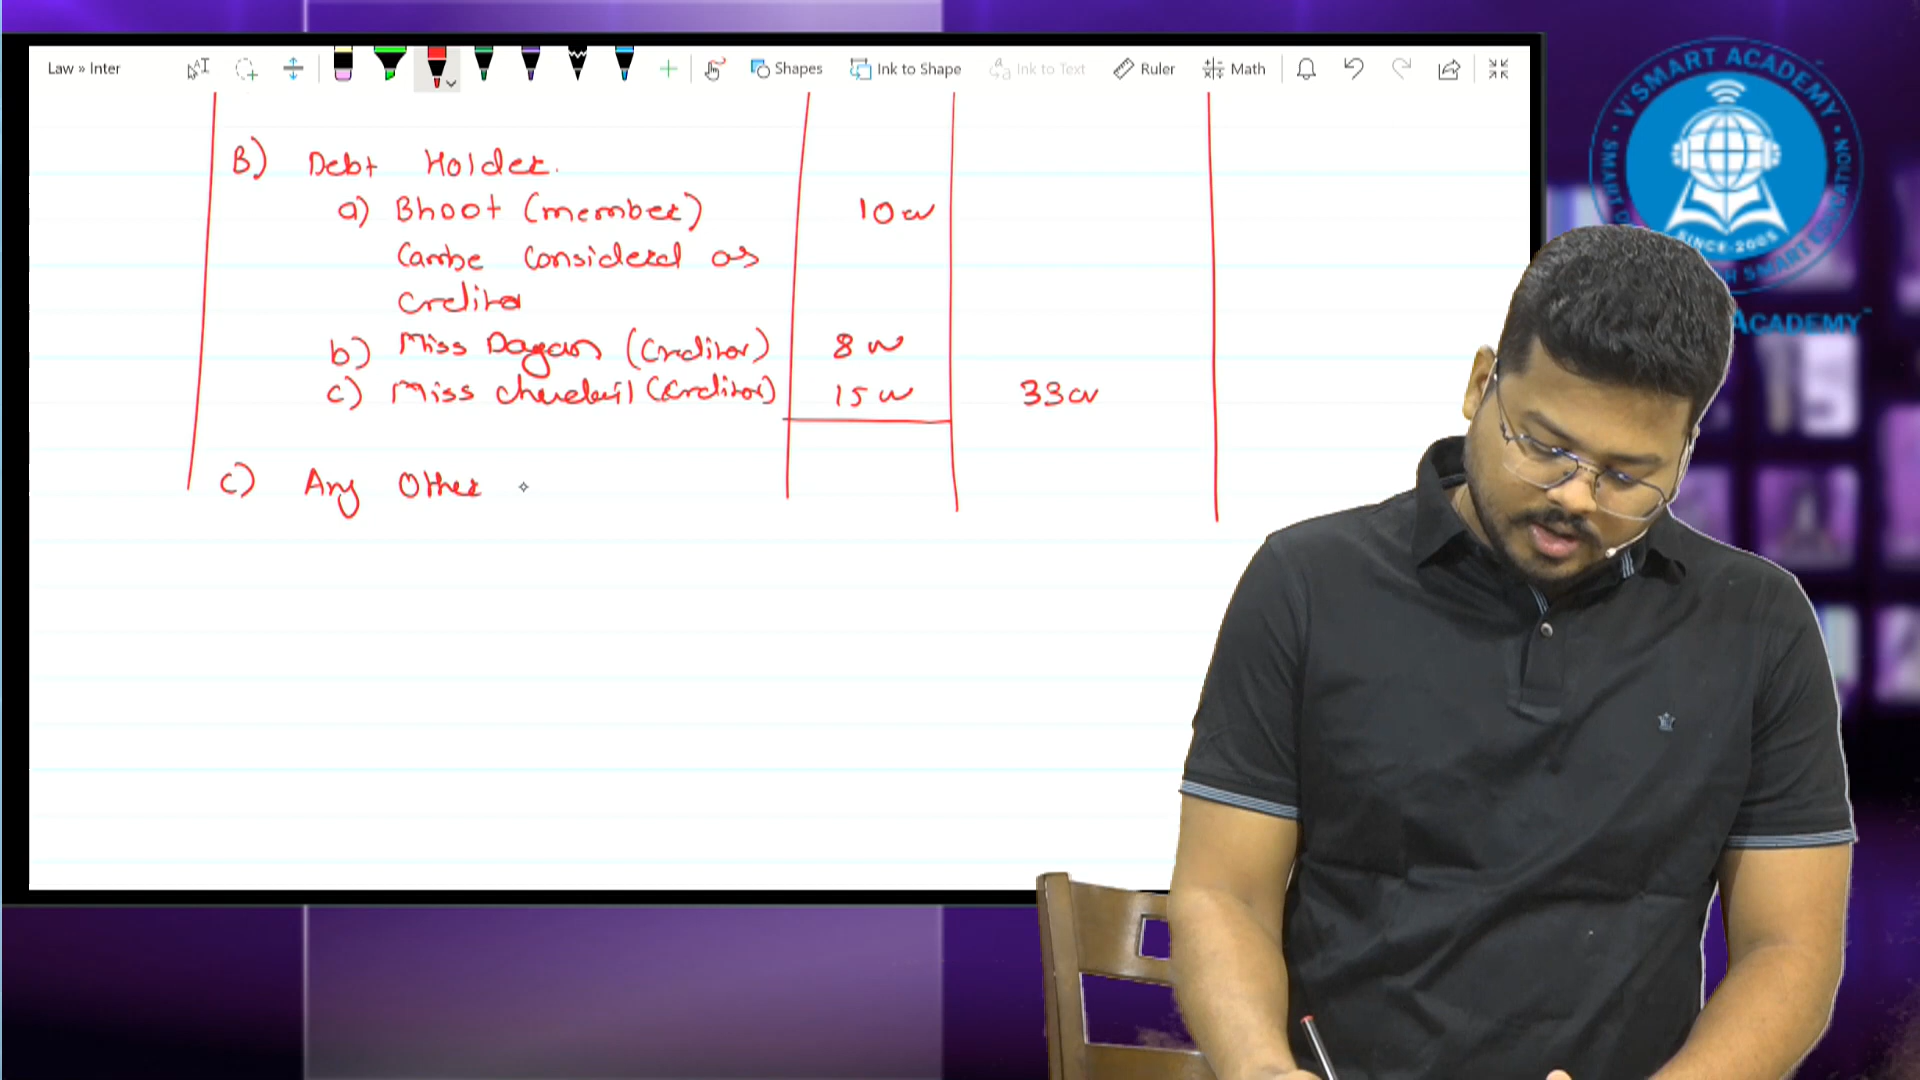 Law » Inter
Shapes
Ink to Shape
Ink to Text
Ruler
Math
B) Debt Holder.
a) Bhoot (member) 10 cr
Can be Considered as
Creditor
b) Miss Dayan (Creditor) 8 cr
c) Miss (Creditor) 15 cr 33 cr
C) Any Other
V'SMART ACADEMY
SINCE-2005
ACADEMY